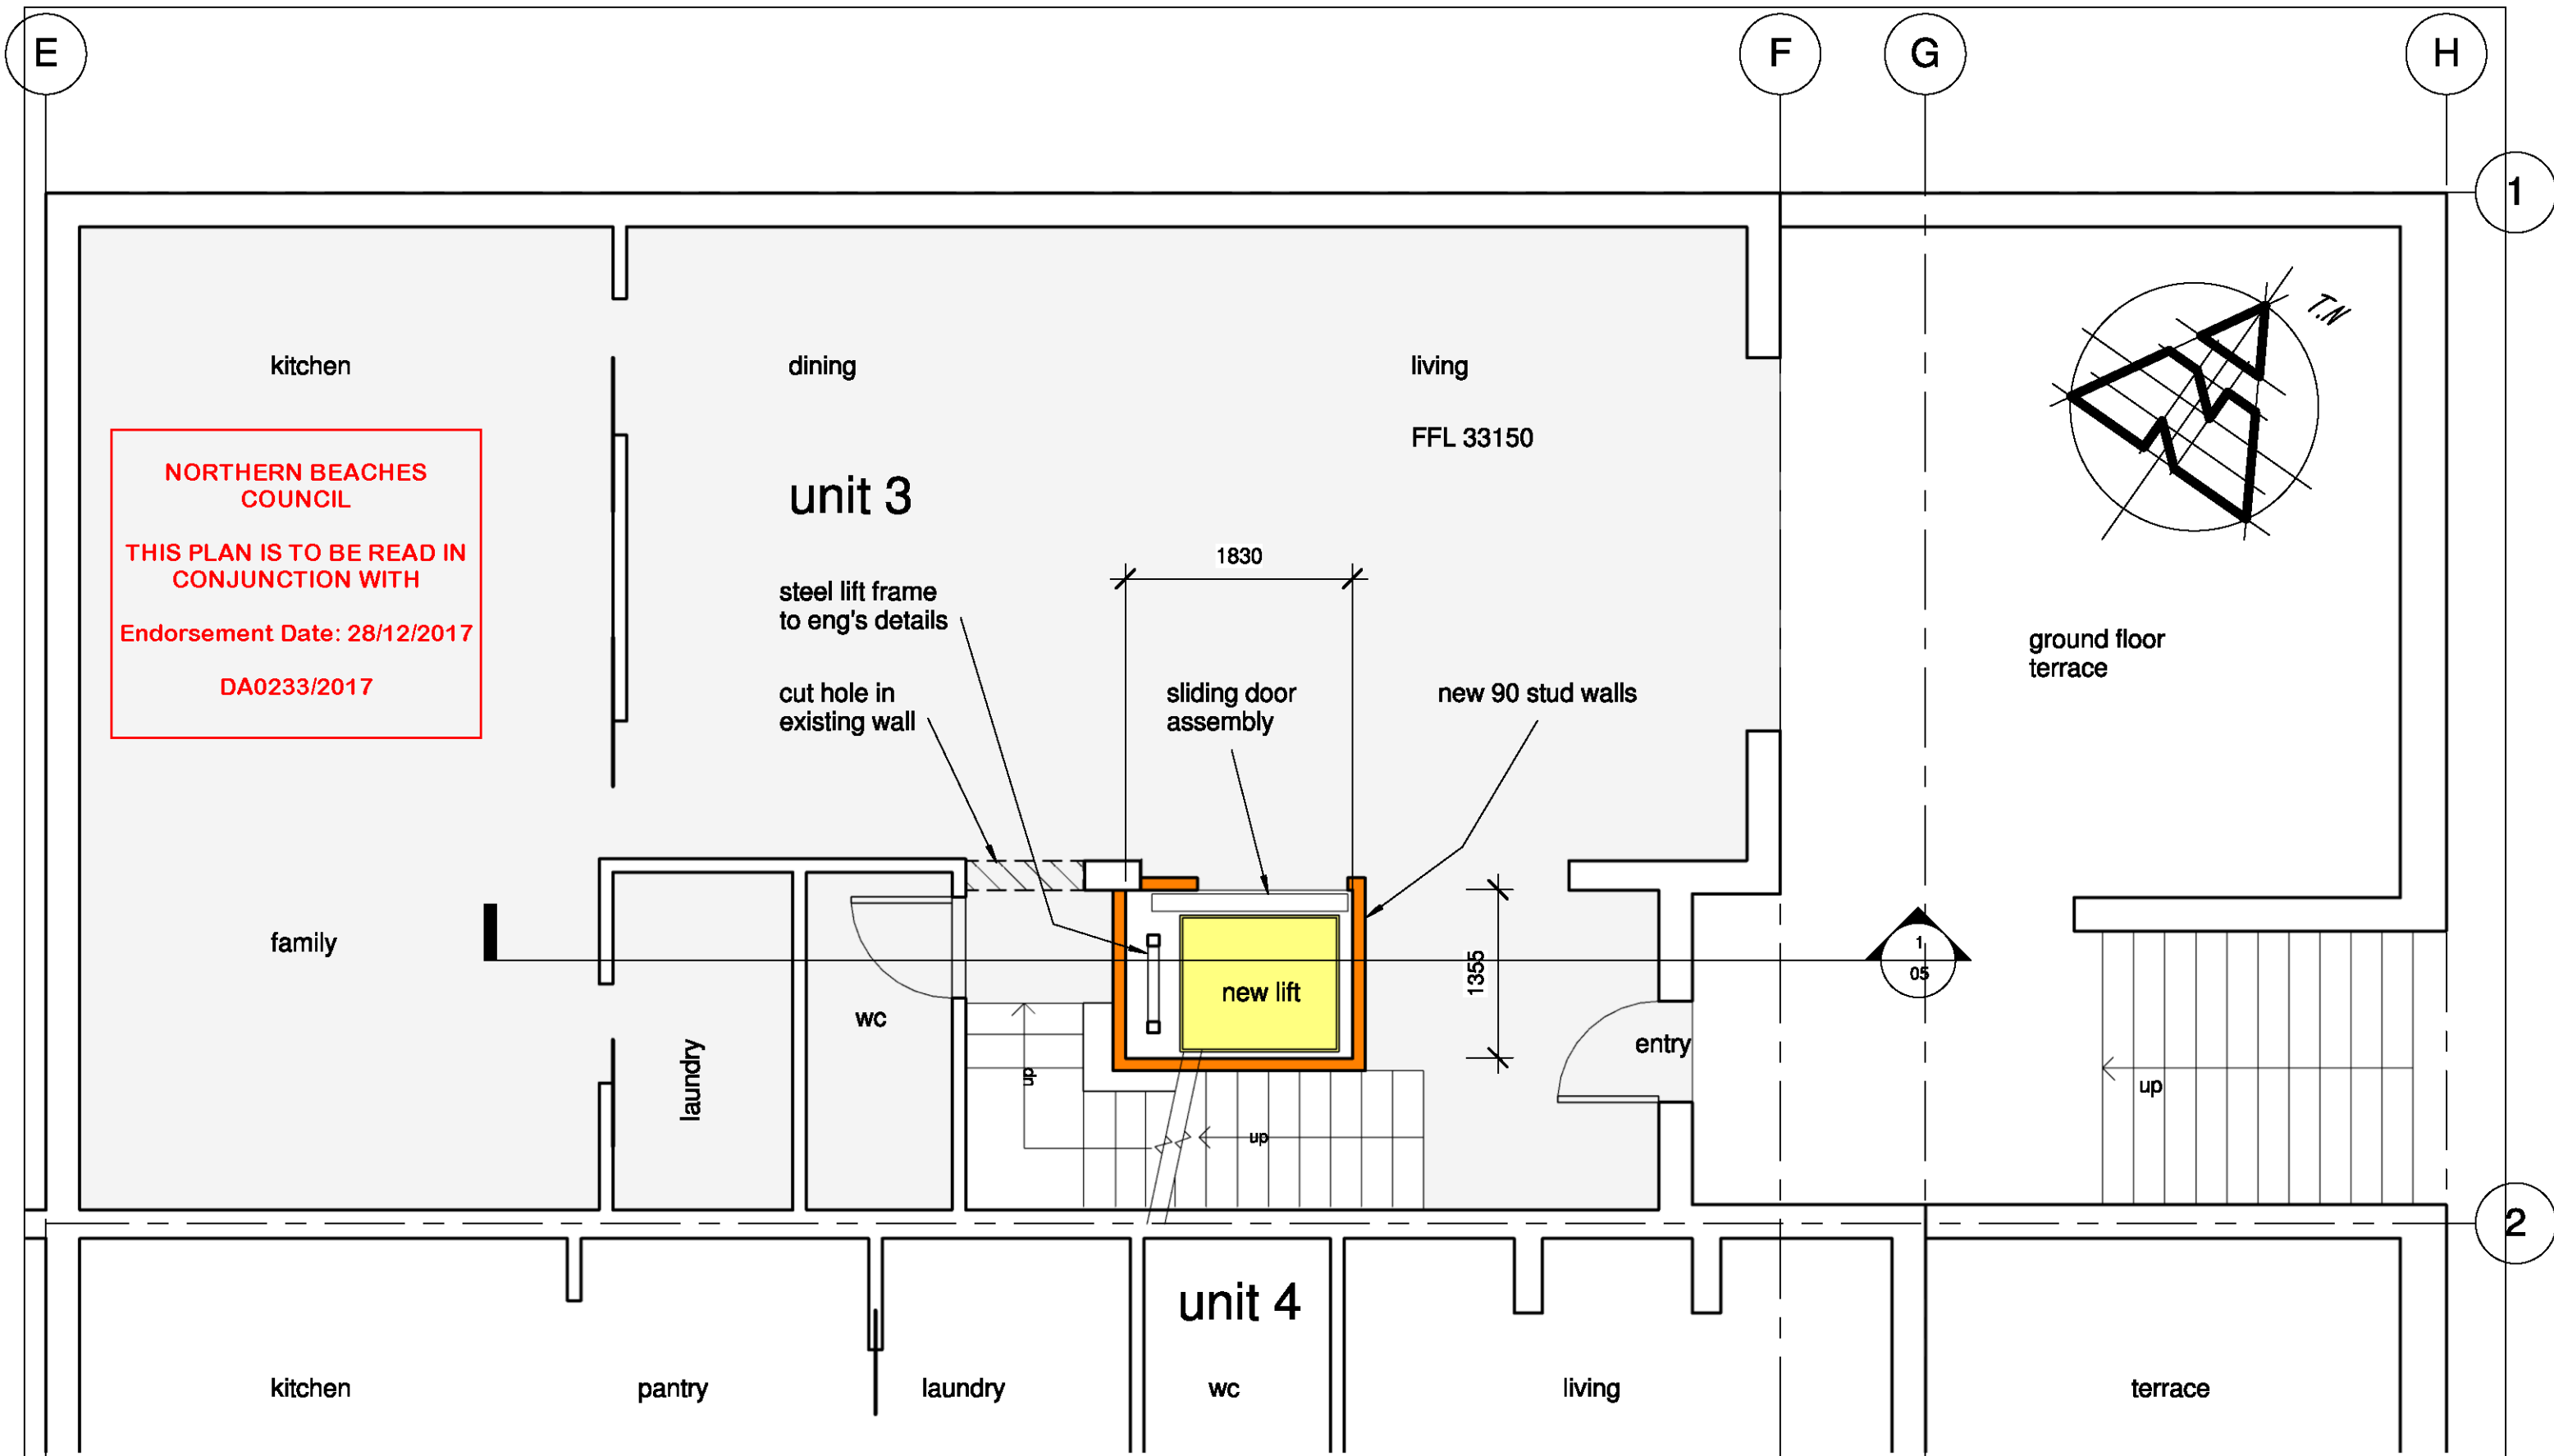 E
F
G
H
1
T.N
kitchen
dining
living
FFL 33150
NORTHERN BEACHES
COUNCIL
THIS PLAN IS TO BE READ IN
CONJUNCTION WITH
Endorsement Date: 28/12/2017
DA0233/2017
unit 3
1830
steel lift frame
to eng's details
cut hole in
existing wall
sliding door
assembly
new 90 stud walls
ground floor
terrace
family
laundry
wc
up
new lift
up
1355
entry
1
05
up
2
unit 4
kitchen
pantry
laundry
wc
living
terrace